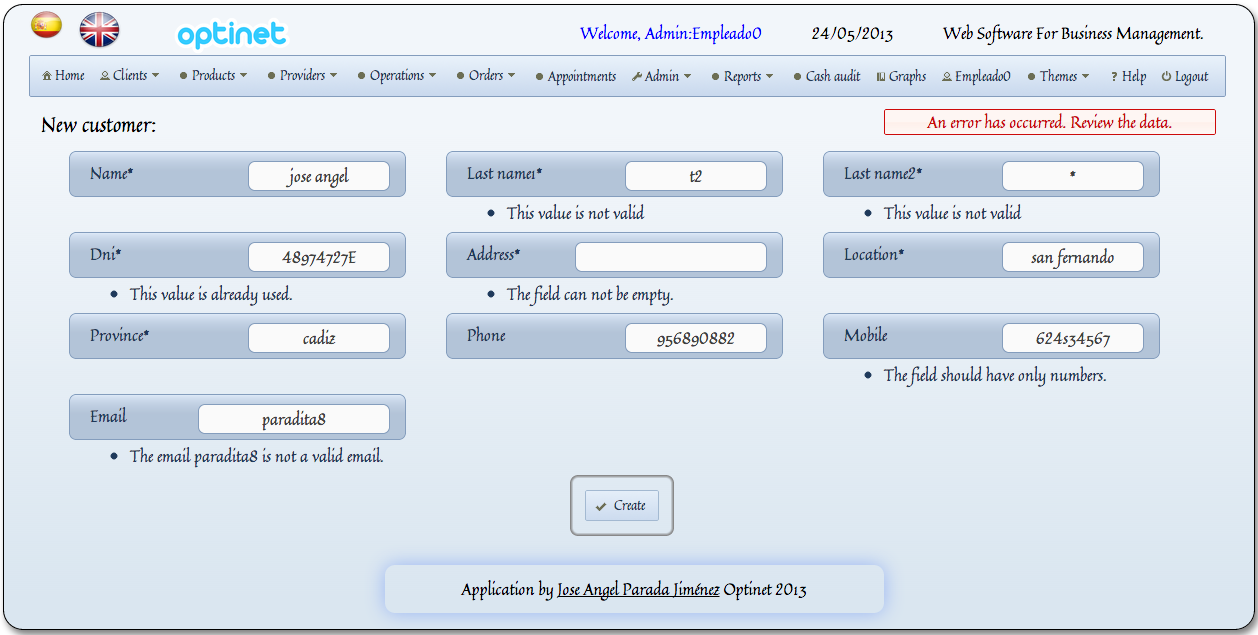 optinet Welcome, Admin:Empleado0 24/05/2013 Web Software For Business Management.
Home Clients Products Providers Operations Orders Appointments Admin Reports Cash audit Graphs Empleado0 Themes ? Help Logout
New customer: An error has occurred. Review the data.
Name* jose angel Last name1* t2 Last name2* *
This value is not valid This value is not valid
Dni* 48974727E Address* Location* san fernando
This value is already used. The field can not be empty.
Province* cadiz Phone 956890882 Mobile 624s34567
The field should have only numbers.
Email paradita8
The email paradita8 is not a valid email.
Create
Application by Jose Angel Parada Jiménez Optinet 2013